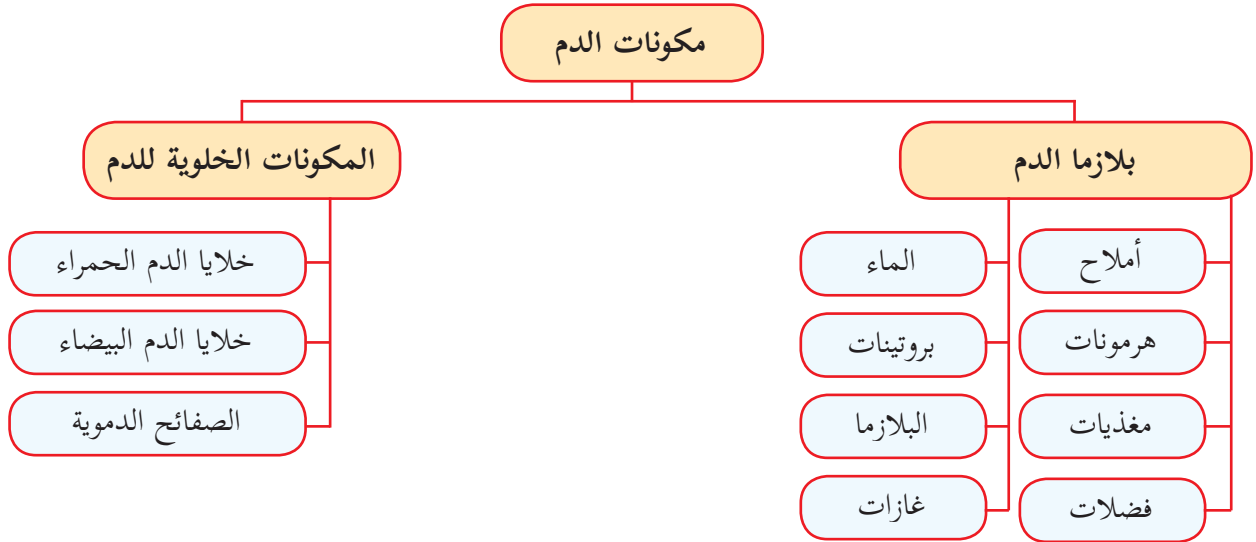 مكونات الدم
بلازما الدم
أملاح
هرمونات
مغذيات
فضلات
الماء
بروتينات
البلازما
غازات
المكونات الخلوية للدم
خلايا الدم الحمراء
خلايا الدم البيضاء
الصفائح الدموية